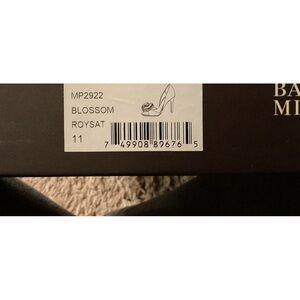 MP2922
BLOSSOM
ROYSAT
11
7 49908 89676 5
BA
MI